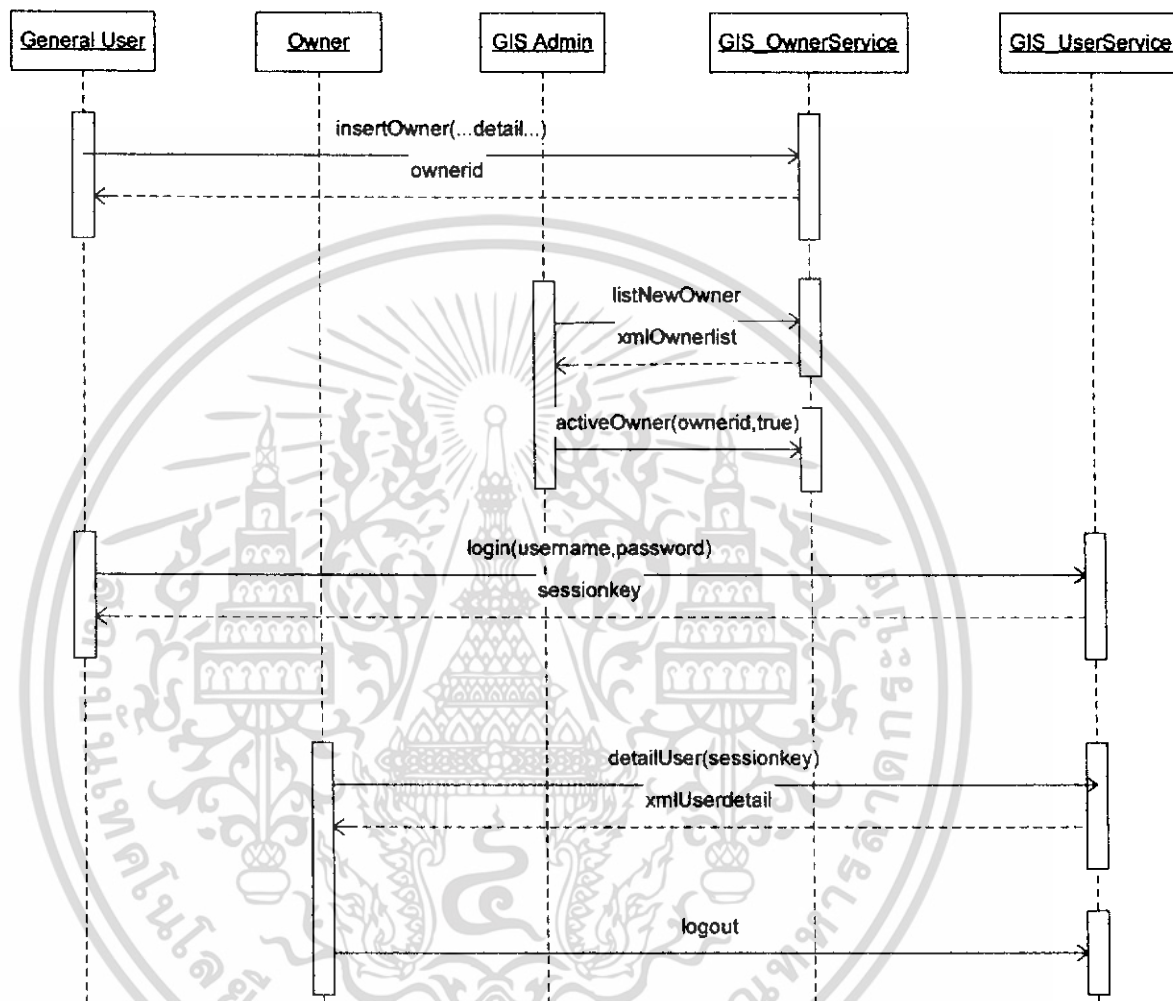 General User
Owner
GIS Admin
GIS_OwnerService
GIS_UserService
insertOwner(...detail...)
ownerid
listNewOwner
xmlOwnerlist
activeOwner(ownerid,true)
login(username,password)
sessionkey
detailUser(sessionkey)
xmlUserdetail
logout